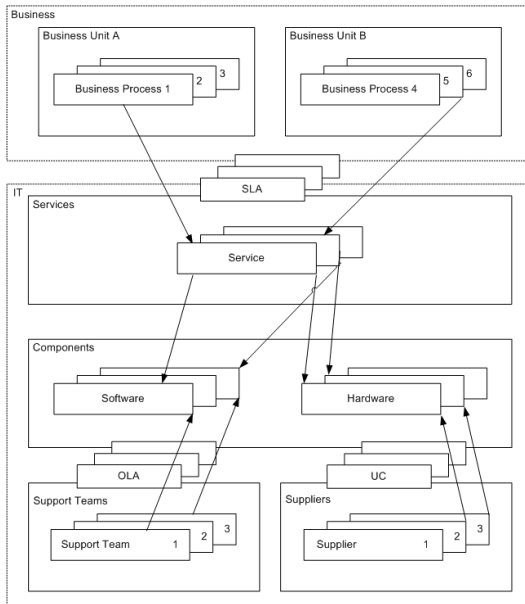 Business
Business Unit A
Business Process 1
2
3
Business Unit B
Business Process 4
5
6
SLA
IT
Services
Service
Components
Software
Hardware
OLA
UC
Support Teams
Support Team 1
2
3
Suppliers
Supplier 1
2
3